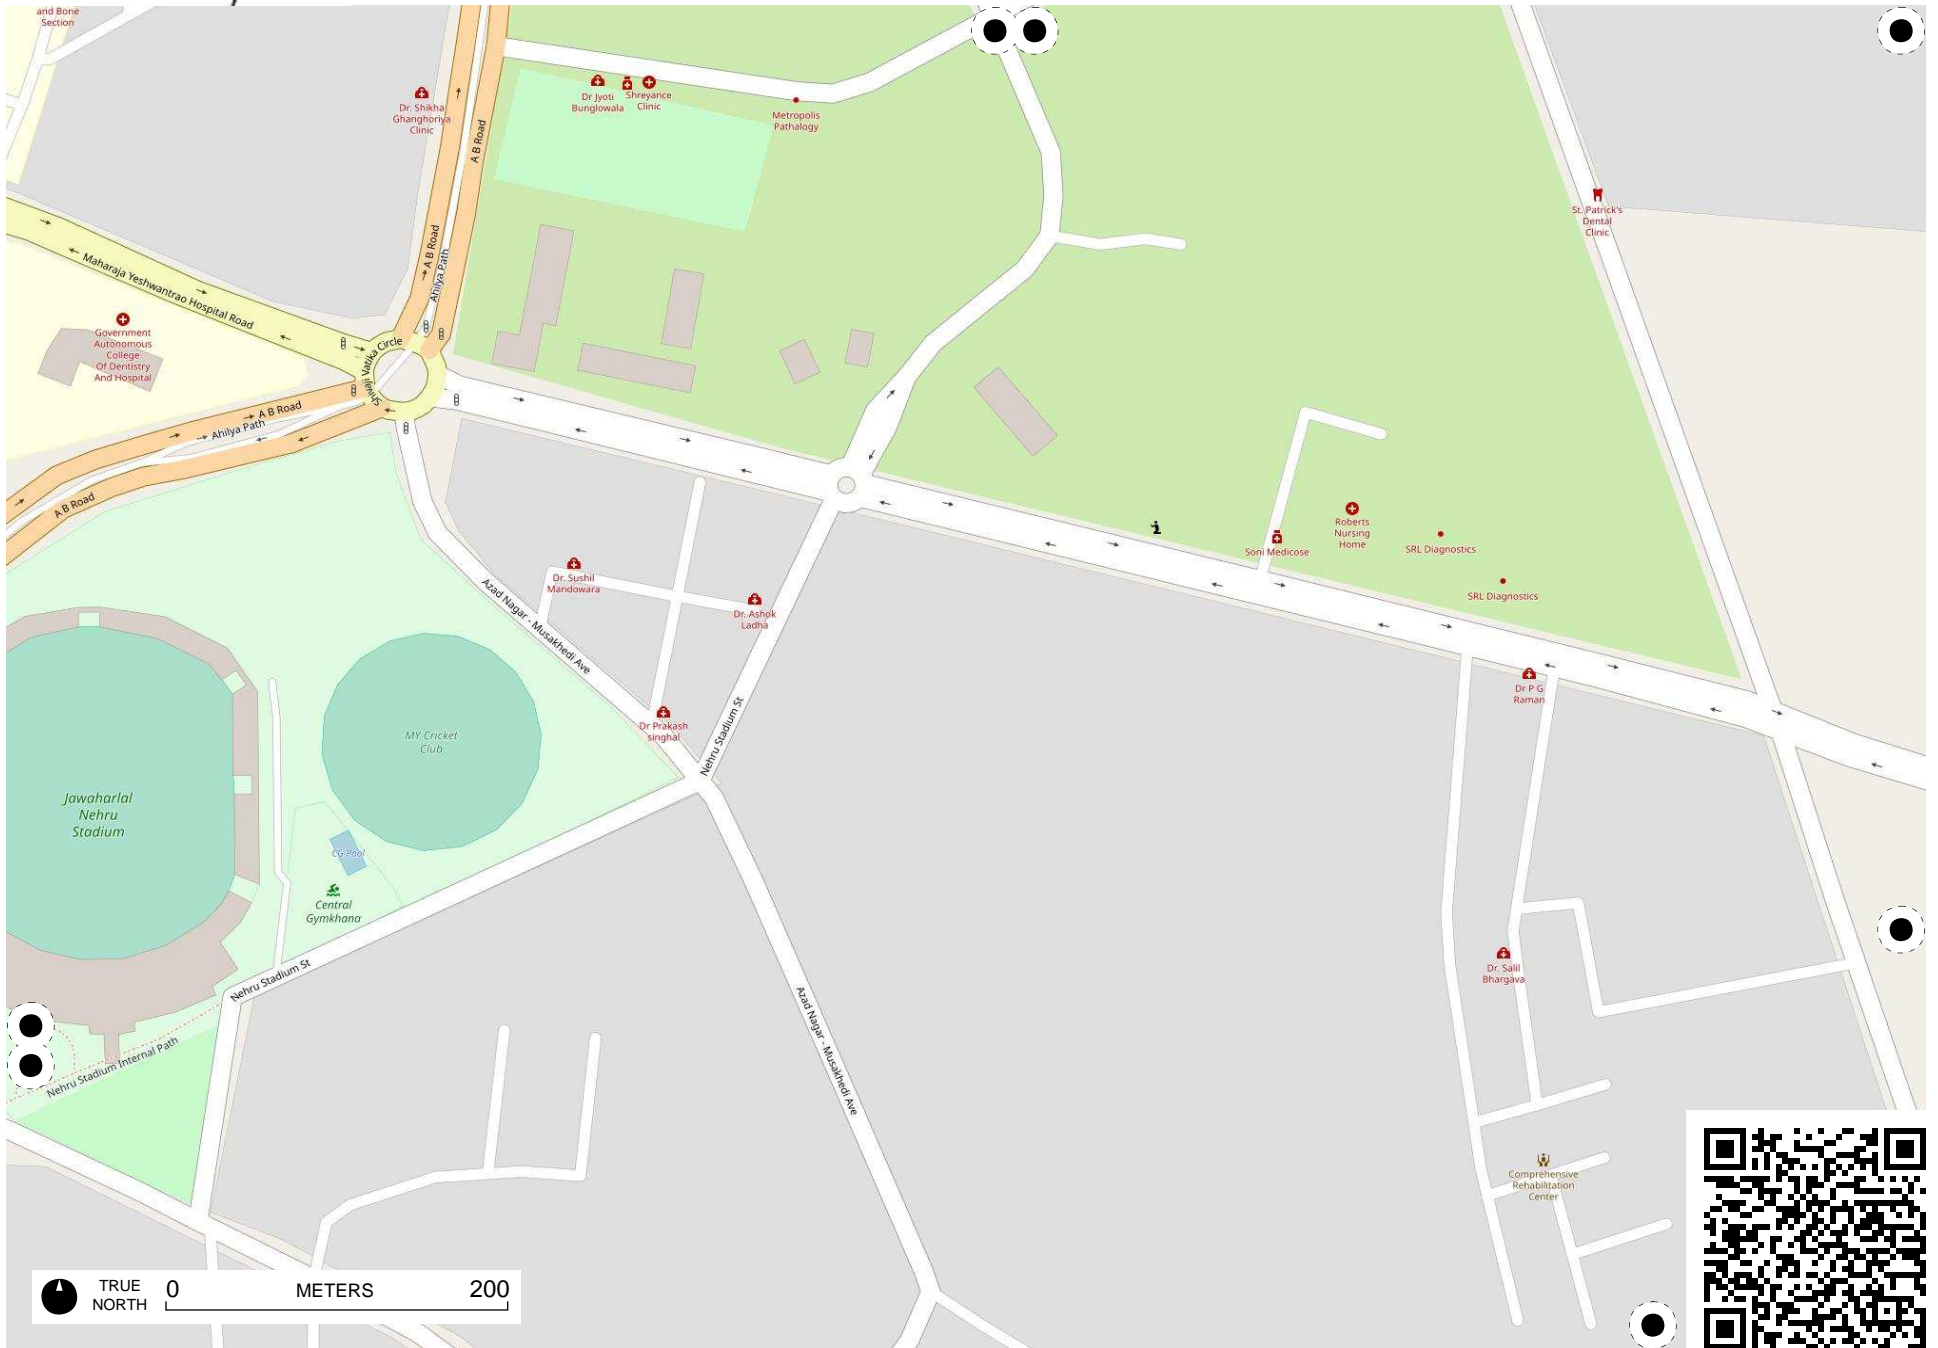 and Bone
Section
Dr. Shikha
Ghanghoriya
Clinic
A B Road
Dr Jyoti
Bunglowala
Shreyance
Clinic
Metropolis
Pathalogy
St. Patrick's
Dental
Clinic
A B Road
Ahilya Path
Maharaja Yeshwantrao Hospital Road
Government
Autonomous
College
Of Dentistry
And Hospital
Shivaji Vatika Circle
A B Road
Ahilya Path
A B Road
Roberts
Nursing
Home
Soni Medicose
SRL Diagnostics
SRL Diagnostics
Dr. Sushil
Mandowara
Dr. Ashok
Ladha
Azad Nagar - Musakhedi Ave
Dr P G
Raman
Dr Prakash
singhal
Nehru Stadium St
MY Cricket
Club
Jawaharlal
Nehru
Stadium
CG Pool
Central
Gymkhana
Nehru Stadium St
Dr. Salil
Bhargava
Azad Nagar - Musakhedi Ave
Nehru Stadium Internal Path
Comprehensive
Rehabilitation
Center
TRUE
NORTH
0 METERS 200